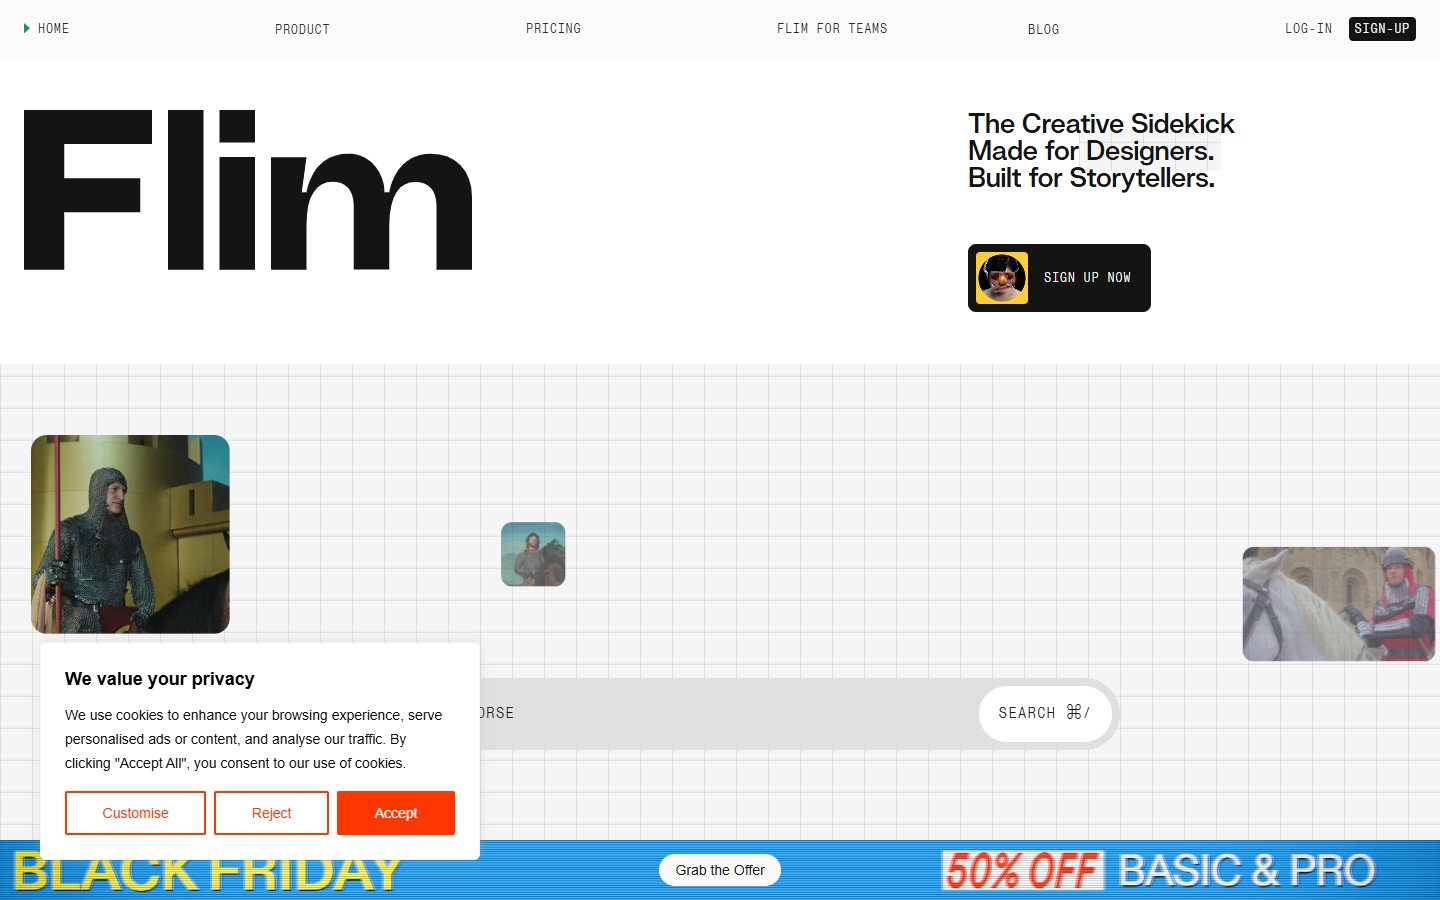 HOME
PRODUCT
PRICING
FLIM FOR TEAMS
BLOG
LOG-IN
SIGN-UP
Flim
The Creative Sidekick
Made for Designers.
Built for Storytellers.
SIGN UP NOW
ORSE
SEARCH ⌘/
We value your privacy
We use cookies to enhance your browsing experience, serve
personalised ads or content, and analyse our traffic. By
clicking "Accept All", you consent to our use of cookies.
Customise
Reject
Accept
BLACK FRIDAY
Grab the Offer
50% OFF BASIC & PRO